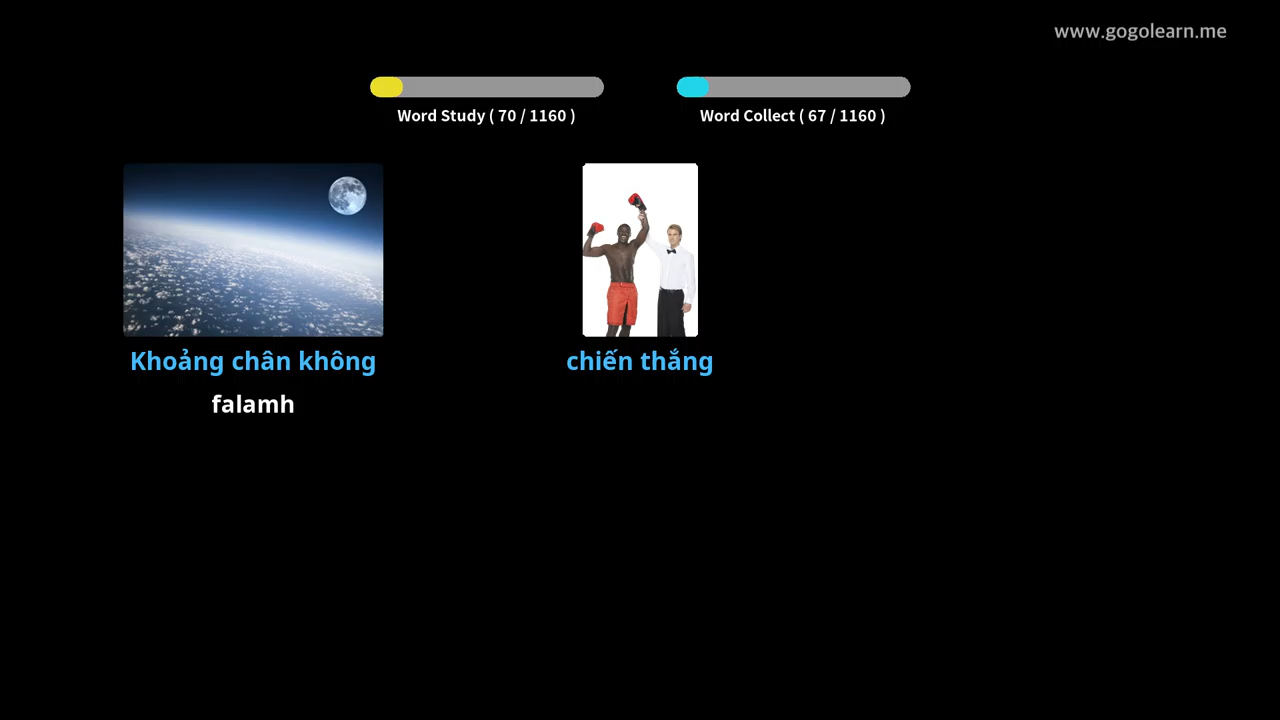 www.gogolearn.me
Word Study ( 70 / 1160 )
Word Collect ( 67 / 1160 )
Khoảng chân không
falamh
chiến thắng